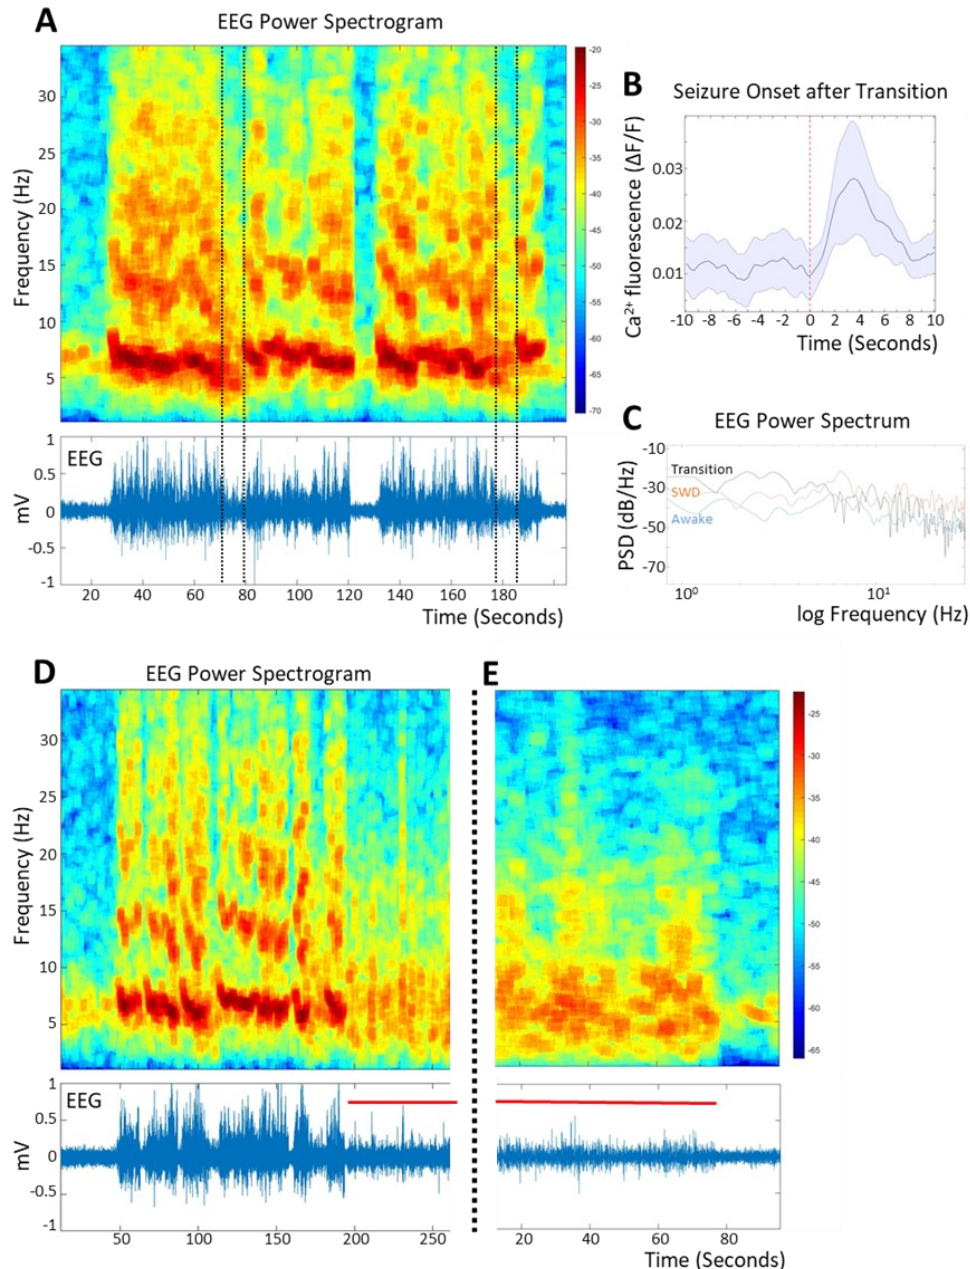 A
EEG Power Spectrogram
Frequency (Hz)
30
25
20
15
10
5
-20
-25
-30
-35
-40
-45
-50
-55
-60
-65
-70
EEG
mV
1
0.5
0
-0.5
-1
20 40 60 80 100 120 140 160 180
Time (Seconds)
B
Seizure Onset after Transition
Ca²⁺ fluorescence (ΔF/F)
0.03
0.02
0.01
-10 -8 -6 -4 -2 0 2 4 6 8 10
Time (Seconds)
C
EEG Power Spectrum
PSD (dB/Hz)
-10
-30
-50
-70
Transition
SWD
Awake
10⁰ 10¹
log Frequency (Hz)
D
EEG Power Spectrogram
Frequency (Hz)
30
25
20
15
10
5
EEG
mV
1
0.5
0
-0.5
-1
50 100 150 200 250
E
-25
-30
-35
-40
-45
-50
-55
-60
-65
20 40 60 80
Time (Seconds)